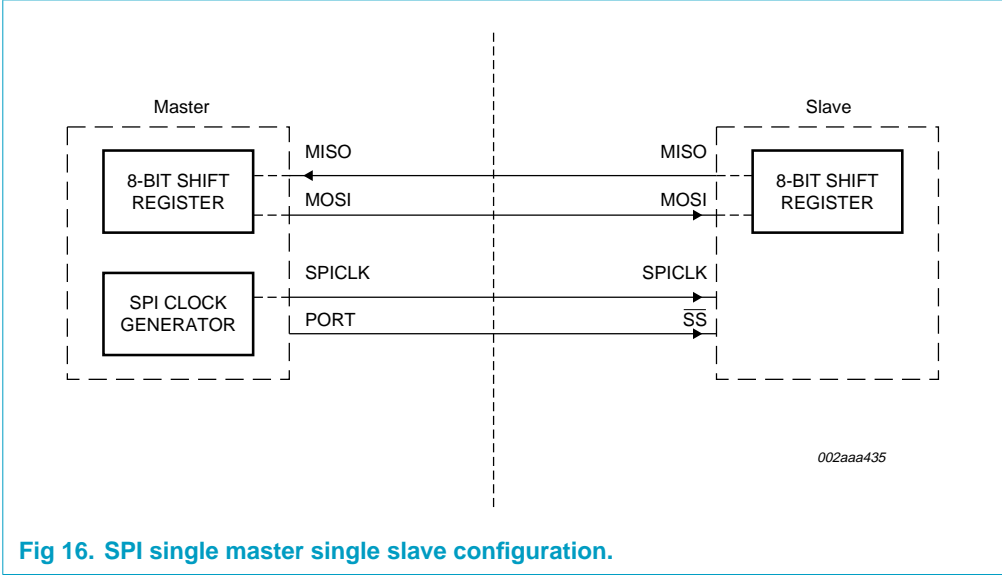 Master
Slave
8-BIT SHIFT
REGISTER
MISO
MISO
MOSI
MOSI
8-BIT SHIFT
REGISTER
SPI CLOCK
GENERATOR
SPICLK
SPICLK
PORT
S̅S̅
002aaa435
Fig 16. SPI single master single slave configuration.